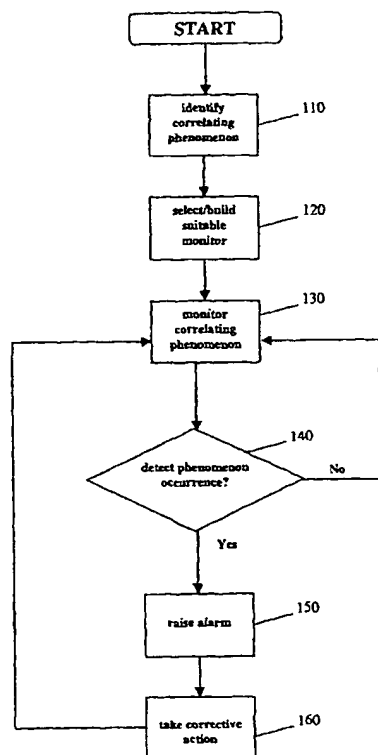 START
identify
correlating
phenomenon
110
select/build
suitable
monitor
120
monitor
correlating
phenomenon
130
detect phenomenon
occurrence?
140
No
Yes
raise alarm
150
take corrective
action
160